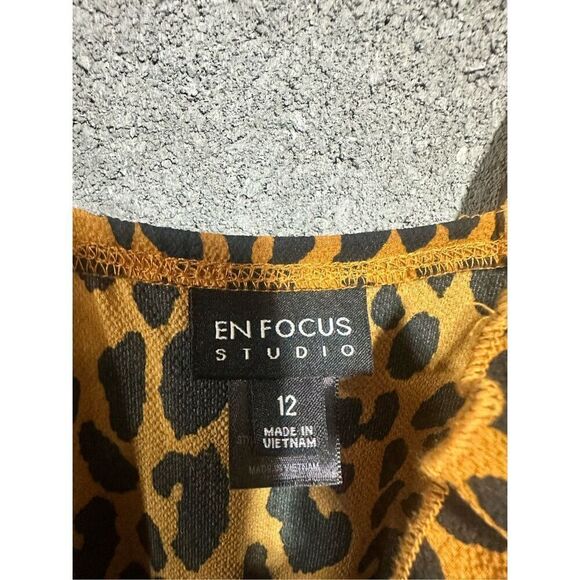 EN FOCUS
STUDIO
12
MADE IN
VIETNAM
MADE IN VIETNAM